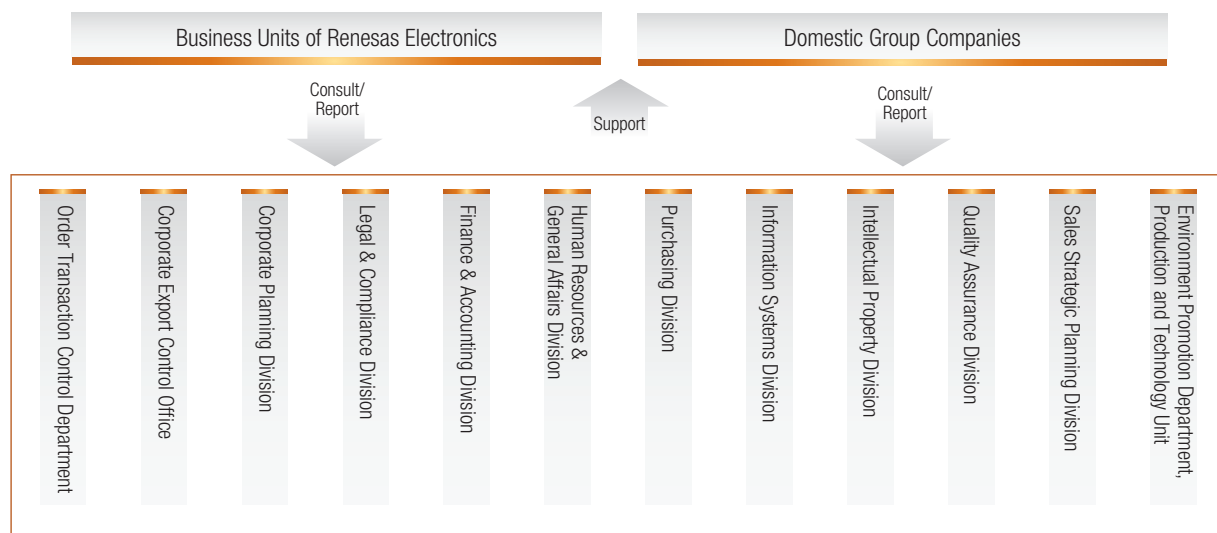 Business Units of Renesas Electronics
Domestic Group Companies
Consult/
Report
Support
Consult/
Report
Order Transaction Control Department
Corporate Export Control Office
Corporate Planning Division
Legal & Compliance Division
Finance & Accounting Division
Human Resources &
General Affairs Division
Purchasing Division
Information Systems Division
Intellectual Property Division
Quality Assurance Division
Sales Strategic Planning Division
Environment Promotion Department,
Production and Technology Unit